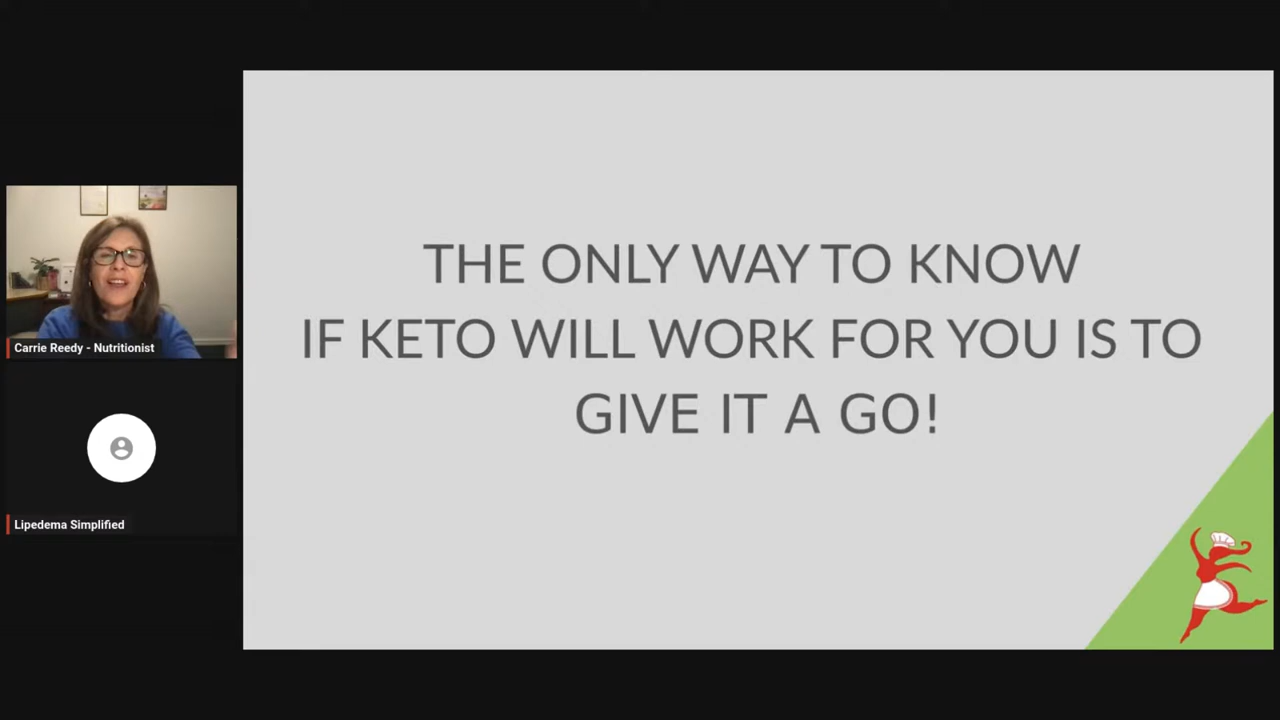 THE ONLY WAY TO KNOW
IF KETO WILL WORK FOR YOU IS TO
GIVE IT A GO!
Carrie Reedy - Nutritionist
Lipedema Simplified